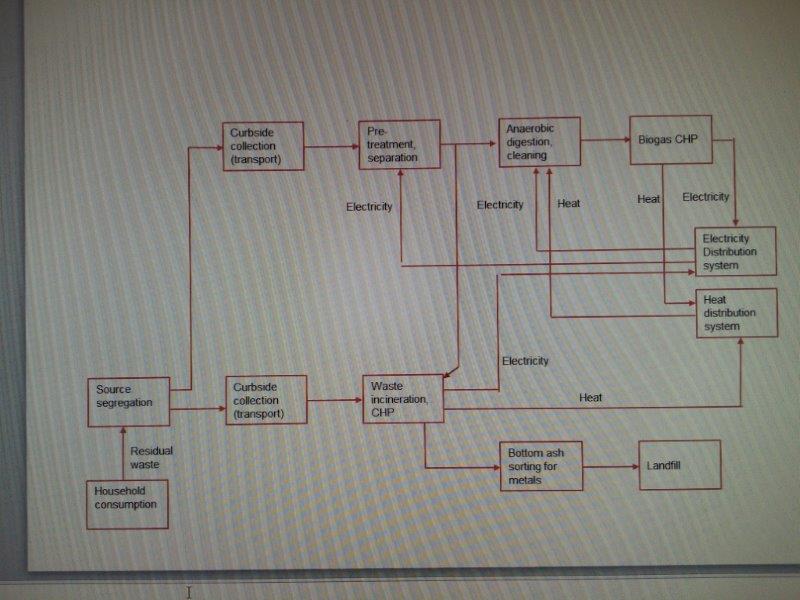 Curbside
collection
(transport)
Pre-
treatment,
separation
Anaerobic
digestion,
cleaning
Biogas CHP
Electricity
Electricity
Heat
Heat
Electricity
Electricity
Distribution
system
Heat
distribution
system
Electricity
Heat
Source
segregation
Curbside
collection
(transport)
Waste
incineration,
CHP
Residual
waste
Household
consumption
Bottom ash
sorting for
metals
Landfill